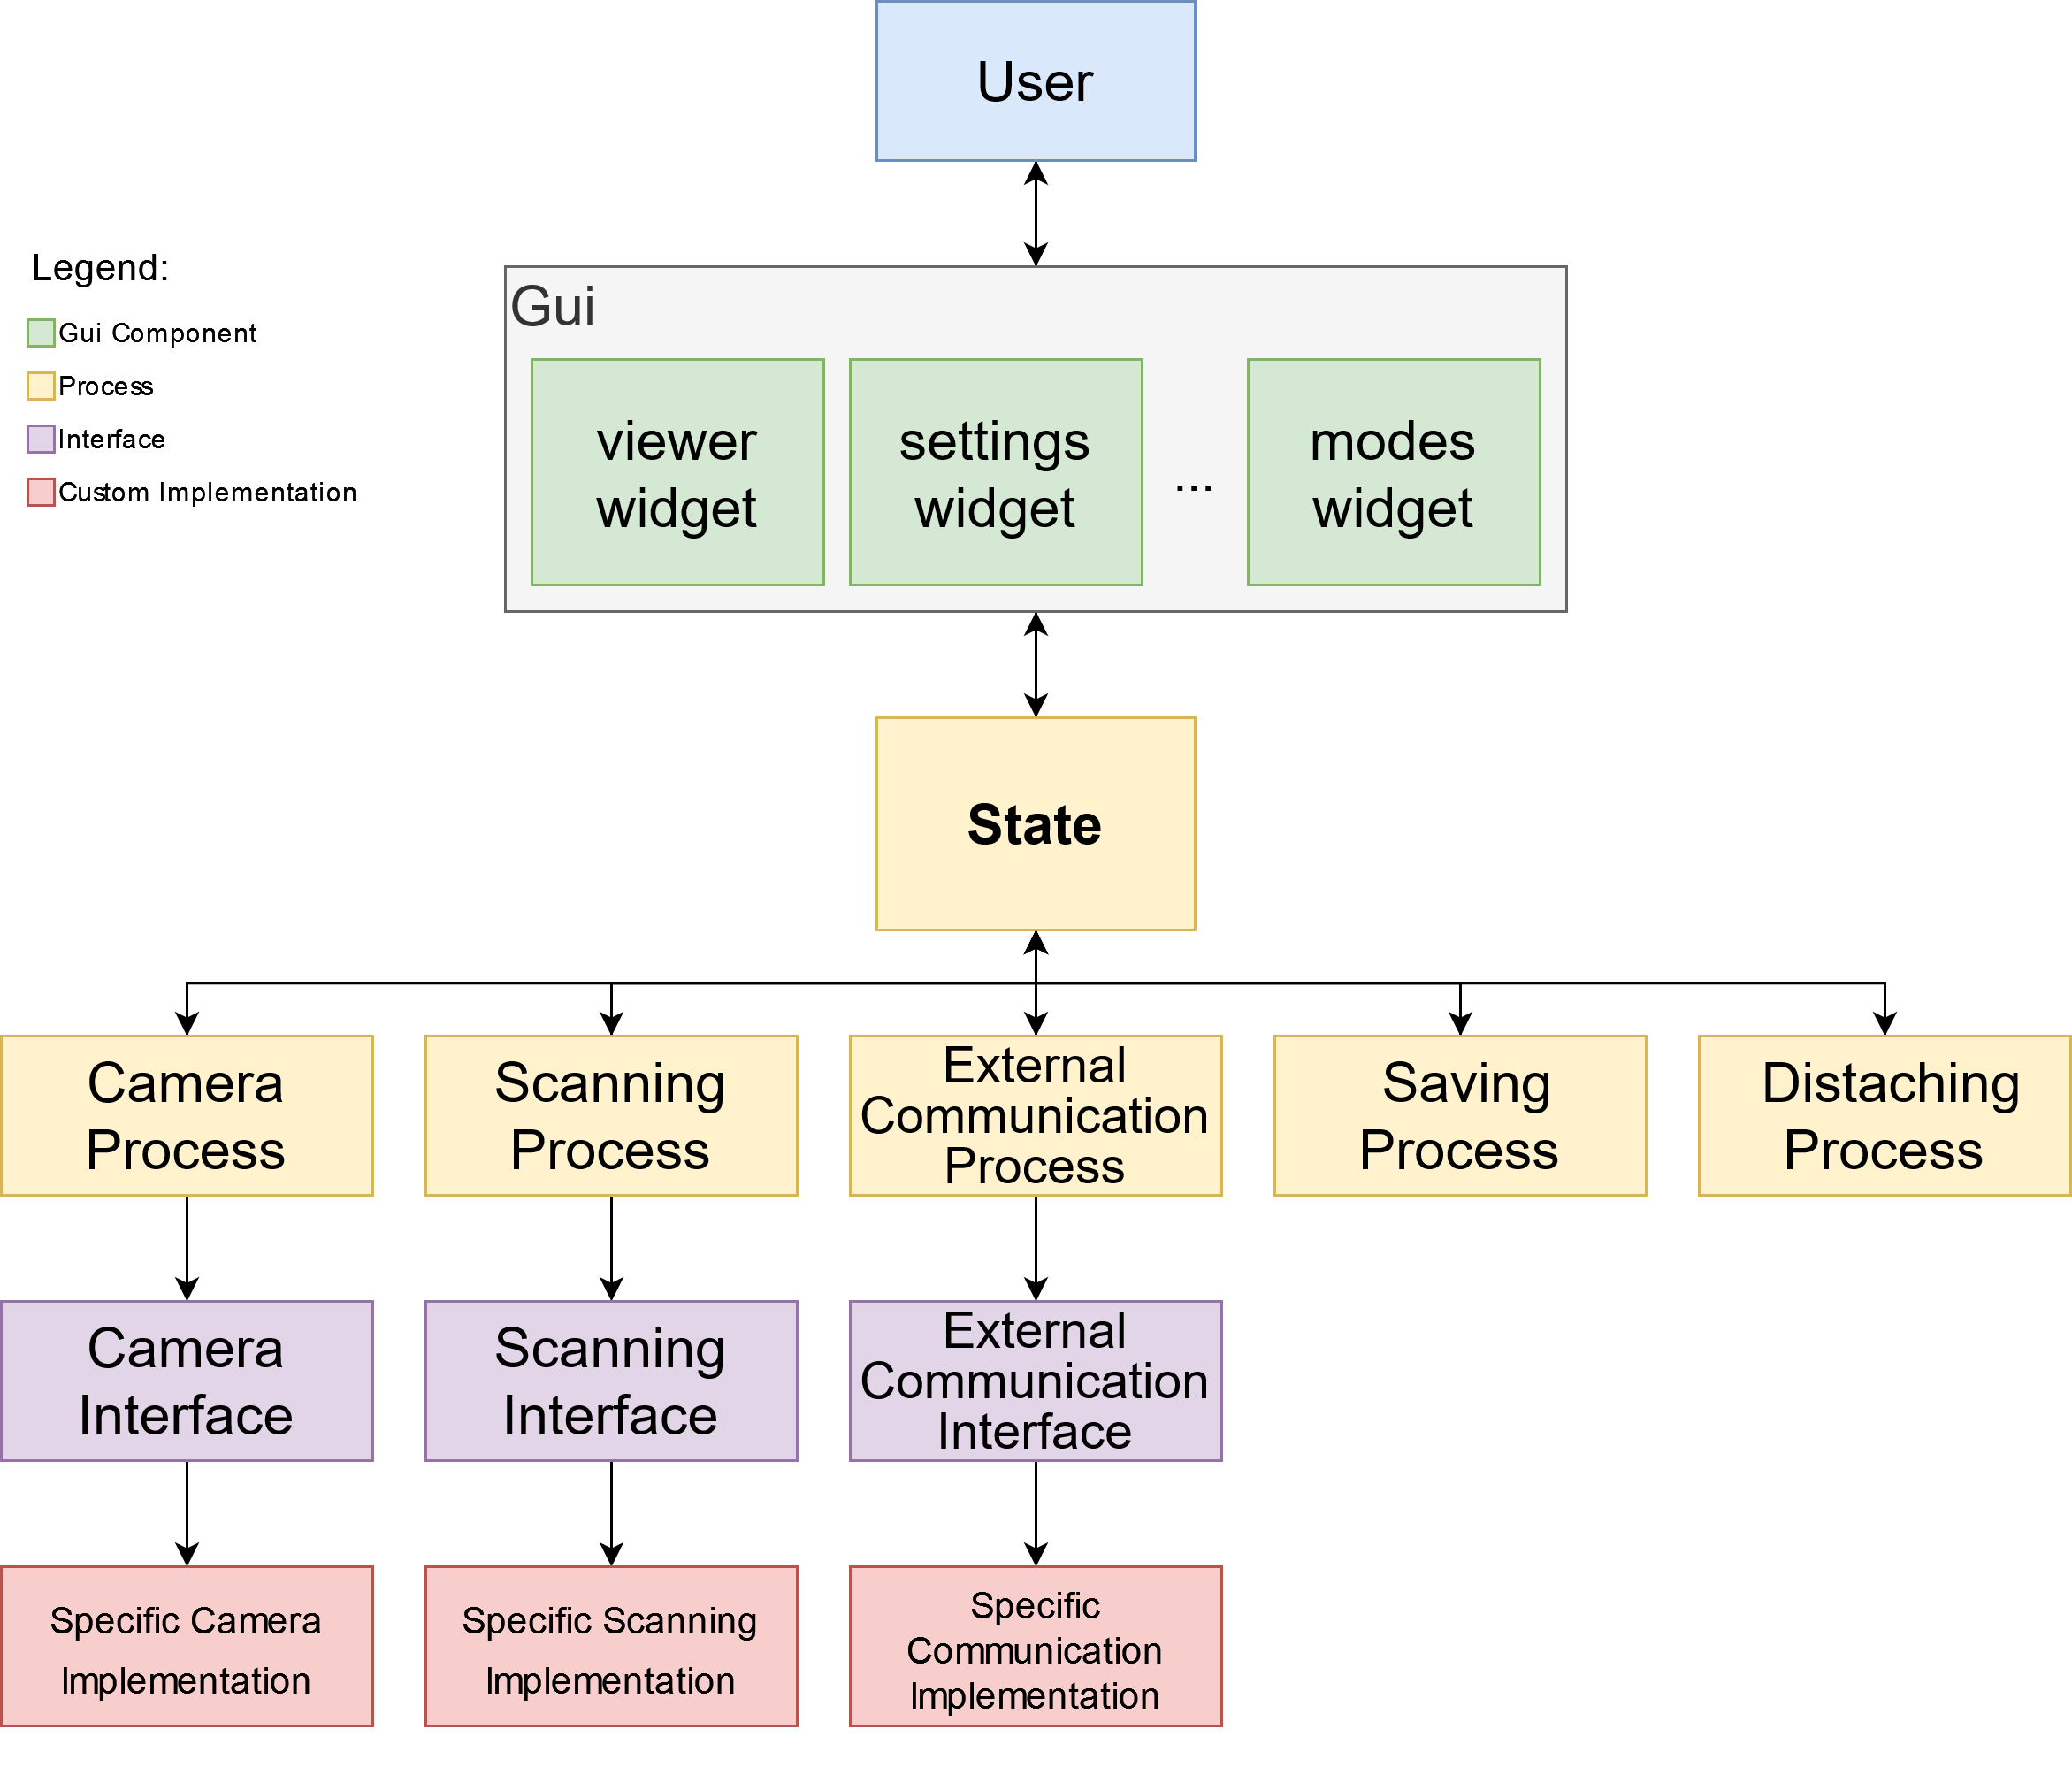 User
Legend:
Gui Component
Process
Interface
Custom Implementation
Gui
viewer
widget
settings
widget
...
modes
widget
State
Camera
Process
Scanning
Process
External
Communication
Process
Saving
Process
Distaching
Process
Camera
Interface
Scanning
Interface
External
Communication
Interface
Specific Camera
Implementation
Specific Scanning
Implementation
Specific
Communication
Implementation